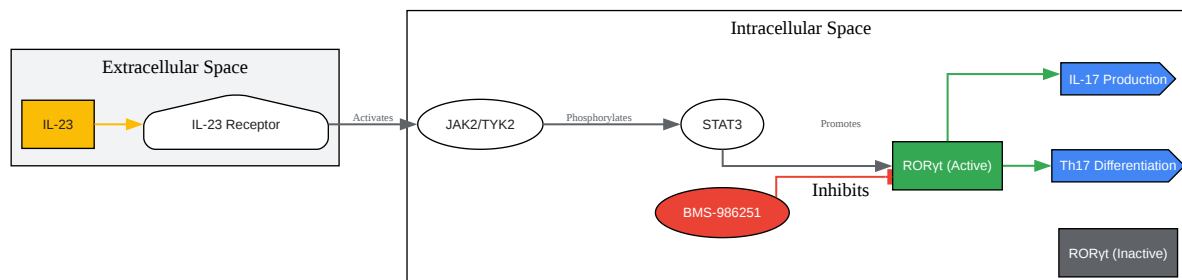 Intracellular Space
Extracellular Space
IL-23
IL-23 Receptor
Activates
JAK2/TYK2
Phosphorylates
STAT3
Promotes
RORγt (Active)
IL-17 Production
Th17 Differentiation
BMS-986251
Inhibits
RORγt (Inactive)